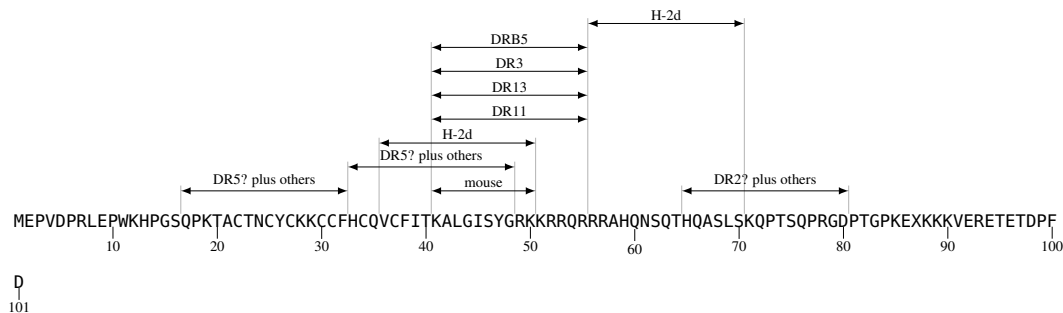 H-2d
DRB5
DR3
DR13
DR11
H-2d
DR5? plus others
DR5? plus others mouse DR2? plus others
MEPVDPRLEPWKHPGSQPKTACTNCYCKKCCFHCQVCFITKALGISYGRKKRRQRRRAHQNSQTHQASLSKQPTSQPRGDPTGPKEXKKKVERETETDPF
10 20 30 40 50 60 70 80 90 100
D
101